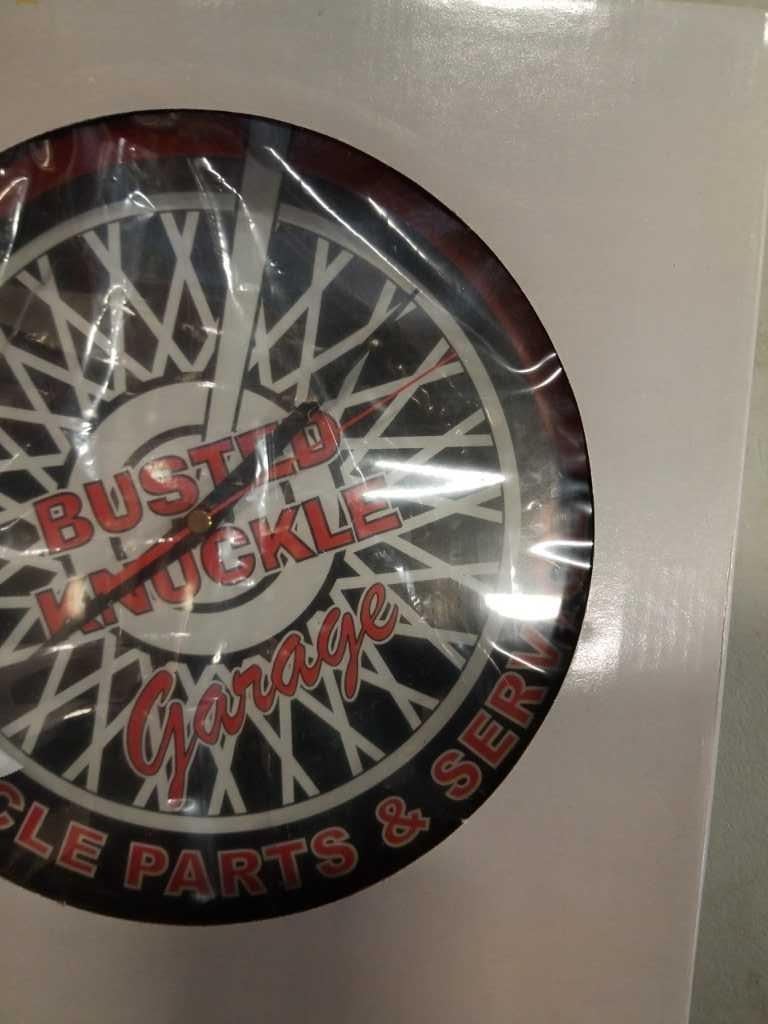 BUSTED
KNUCKLE
Garage
CLE PARTS & SERV